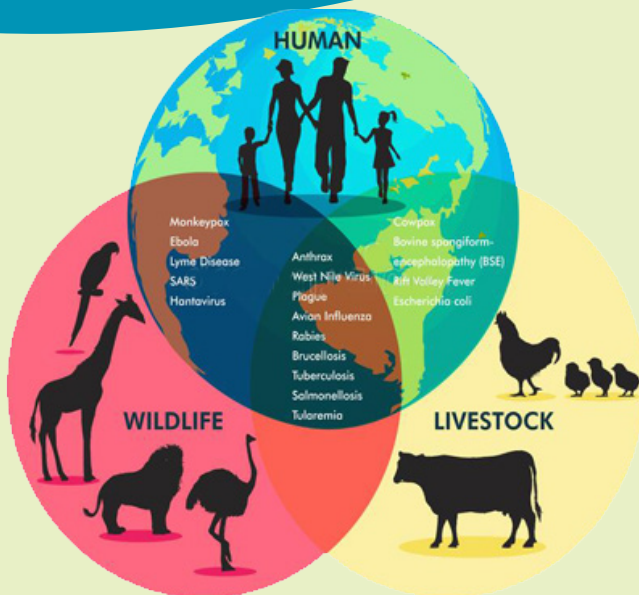 HUMAN
Monkeypox
Ebola
Lyme Disease
SARS
Hantavirus
Anthrax
West Nile Virus
Plague
Avian Influenza
Rabies
Brucellosis
Tuberculosis
Salmonellosis
Tularemia
Cowpox
Bovine spongiform-
encephalopathy (BSE)
Rift Valley Fever
Escherichia coli
WILDLIFE
LIVESTOCK